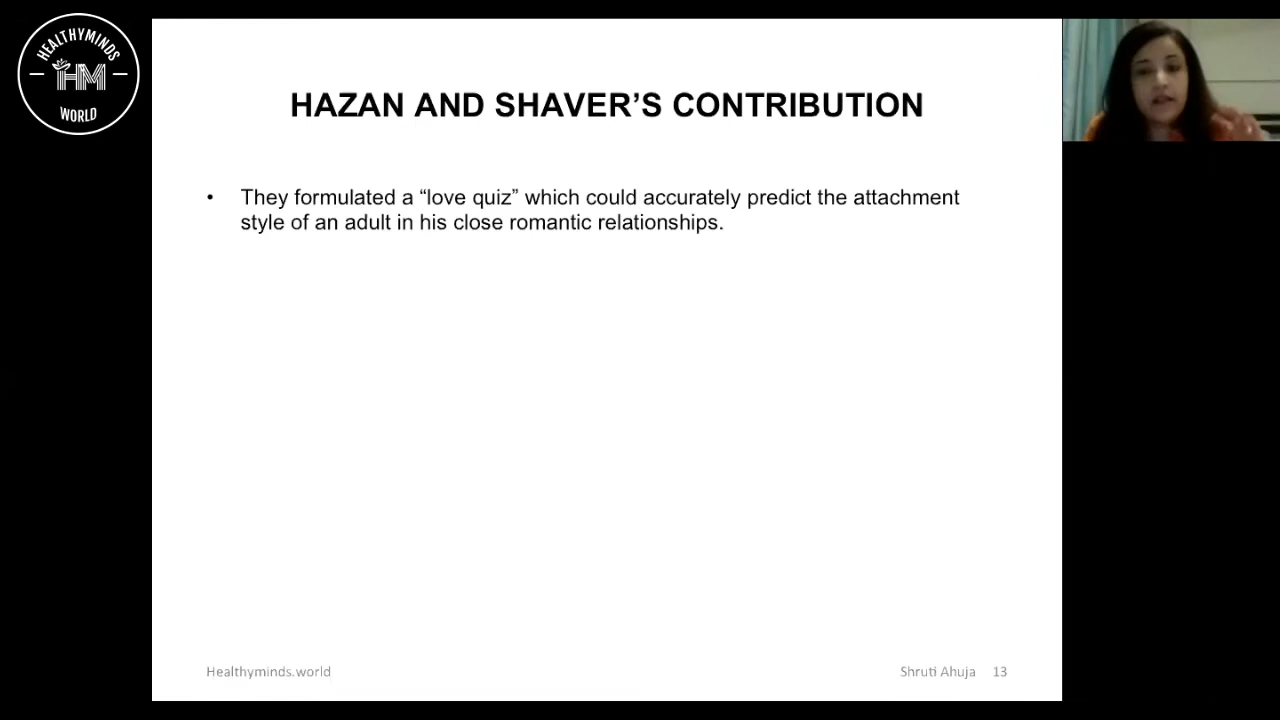 HEALTHYMINDS
HM
WORLD
HAZAN AND SHAVER’S CONTRIBUTION
• They formulated a “love quiz” which could accurately predict the attachment
style of an adult in his close romantic relationships.
Healthyminds.world
Shruti Ahuja 13